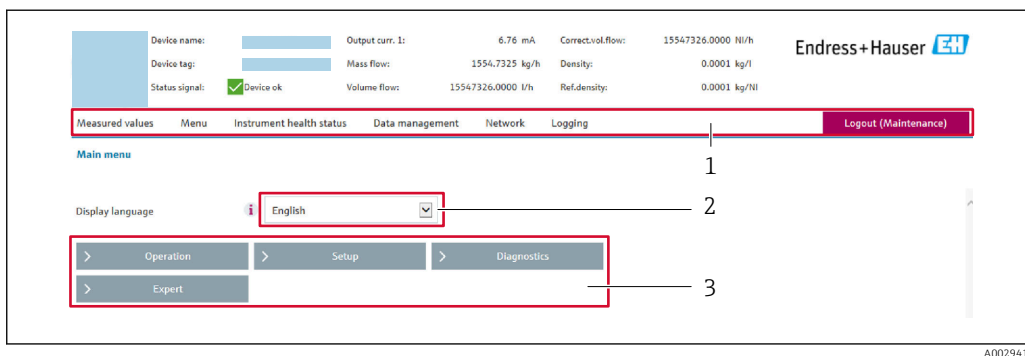 Device name: Output curr. 1: 6.76 mA Correct.vol.flow: 15547326.0000 Nl/h
Endress+Hauser EH
Device tag: Mass flow: 1554.7325 kg/h Density: 0.0001 kg/l
Status signal: Device ok Volume flow: 15547326.0000 l/h Ref.density: 0.0001 kg/Nl
Measured values Menu Instrument health status Data management Network Logging Logout (Maintenance)
1
Main menu
Display language i English 2
> Operation > Setup > Diagnostics
> Expert 3